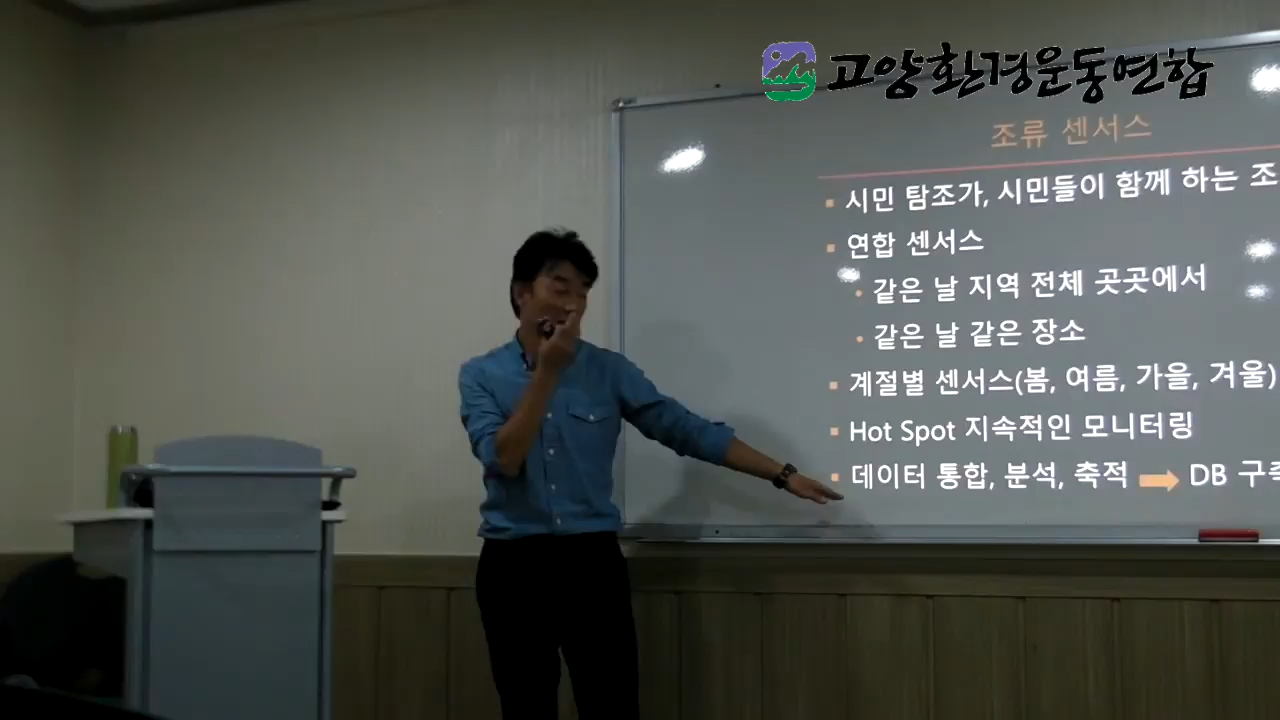 고양환경운동연합
조류 센서스
▪ 시민 탐조가, 시민들이 함께 하는 조
▪ 연합 센서스
• 같은 날 지역 전체 곳곳에서
• 같은 날 같은 장소
▪ 계절별 센서스(봄, 여름, 가을, 겨울)
▪ Hot Spot 지속적인 모니터링
▪ 데이터 통합, 분석, 축적 ➡ DB 구축